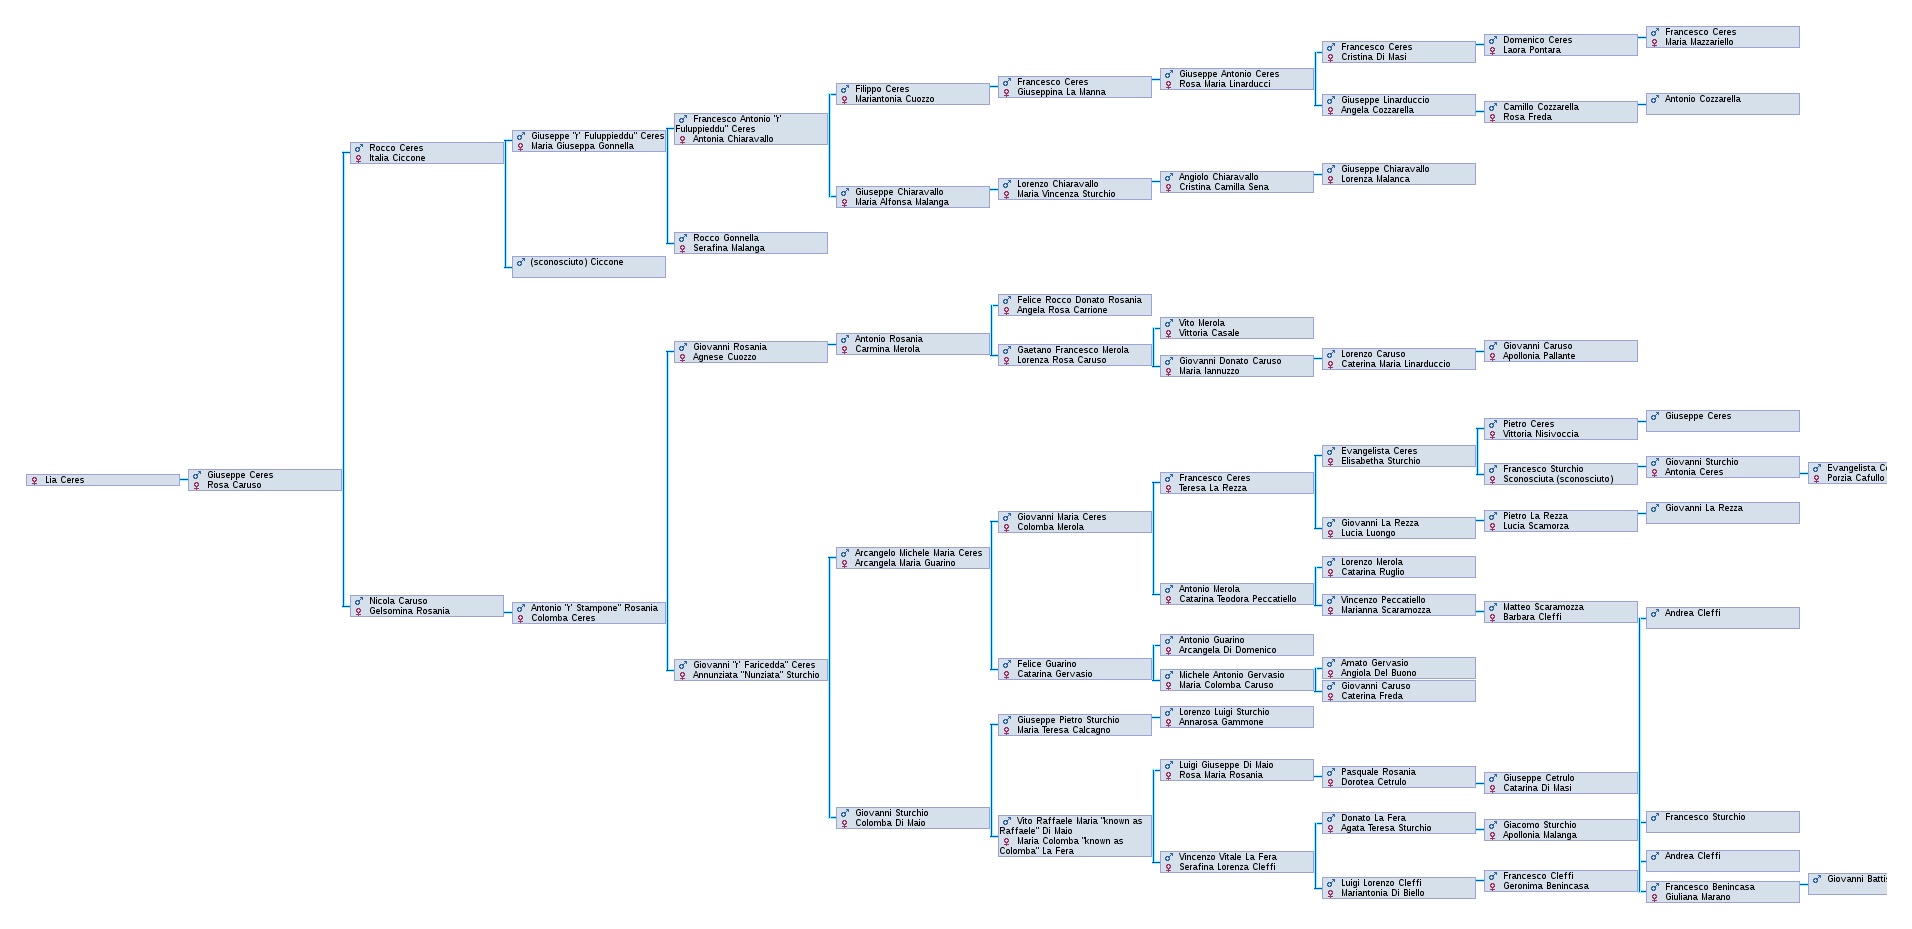 Lia Ceres
Giuseppe Ceres
Rosa Caruso
Rocco Ceres
Italia Ciccone
Nicola Caruso
Gelsomina Rosania
Giuseppe "r' Fuluppieddu" Ceres
Maria Giuseppa Gonnella
(sconosciuto) Ciccone
Antonio "r' Stampone" Rosania
Colomba Ceres
Francesco Antonio "r'
Fuluppieddu" Ceres
Antonia Chiaravallo
Rocco Gonnella
Serafina Malanga
Giovanni Rosania
Agnese Cuozzo
Giovanni "r' Faricedda" Ceres
Annunziata "Nunziata" Sturchio
Filippo Ceres
Mariantonia Cuozzo
Giuseppe Chiaravallo
Maria Alfonsa Malanga
Antonio Rosania
Carmina Merola
Arcangelo Michele Maria Ceres
Arcangela Maria Guarino
Giovanni Sturchio
Colomba Di Maio
Francesco Ceres
Giuseppina La Manna
Lorenzo Chiaravallo
Maria Vincenza Sturchio
Felice Rocco Donato Rosania
Angela Rosa Carrione
Gaetano Francesco Merola
Lorenza Rosa Caruso
Giovanni Maria Ceres
Colomba Merola
Felice Guarino
Catarina Gervasio
Giuseppe Pietro Sturchio
Maria Teresa Calcagno
Vito Raffaele Maria "known as
Raffaele" Di Maio
Maria Colomba "known as
Colomba" La Fera
Giuseppe Antonio Ceres
Rosa Maria Linarducci
Angiolo Chiaravallo
Cristina Camilla Sena
Vito Merola
Vittoria Casale
Giovanni Donato Caruso
Maria Iannuzzo
Francesco Ceres
Teresa La Rezza
Antonio Merola
Catarina Teodora Peccatiello
Antonio Guarino
Arcangela Di Domenico
Michele Antonio Gervasio
Maria Colomba Caruso
Lorenzo Luigi Sturchio
Annarosa Gammone
Luigi Giuseppe Di Maio
Rosa Maria Rosania
Vincenzo Vitale La Fera
Serafina Lorenza Cleffi
Francesco Ceres
Cristina Di Masi
Giuseppe Linarduccio
Angela Cozzarella
Giuseppe Chiaravallo
Lorenza Malanca
Lorenzo Caruso
Caterina Maria Linarduccio
Evangelista Ceres
Elisabetha Sturchio
Giovanni La Rezza
Lucia Luongo
Lorenzo Merola
Catarina Ruglio
Vincenzo Peccatiello
Marianna Scaramozza
Amato Gervasio
Angiola Del Buono
Giovanni Caruso
Caterina Freda
Pasquale Rosania
Dorotea Cetrulo
Donato La Fera
Agata Teresa Sturchio
Luigi Lorenzo Cleffi
Mariantonia Di Biello
Domenico Ceres
Laora Pontara
Camillo Cozzarella
Rosa Freda
Giovanni Caruso
Apollonia Pallante
Pietro Ceres
Vittoria Nisivoccia
Francesco Sturchio
Sconosciuta (sconosciuto)
Pietro La Rezza
Lucia Scamorza
Matteo Scaramozza
Barbara Cleffi
Giuseppe Cetrulo
Catarina Di Masi
Giacomo Sturchio
Apollonia Malanga
Francesco Cleffi
Geronima Benincasa
Francesco Ceres
Maria Mazzariello
Antonio Cozzarella
Giuseppe Ceres
Giovanni Sturchio
Antonia Ceres
Giovanni La Rezza
Andrea Cleffi
Francesco Sturchio
Andrea Cleffi
Francesco Benincasa
Giuliana Marano
Evangelista
Porzia Cafullo
Giovanni